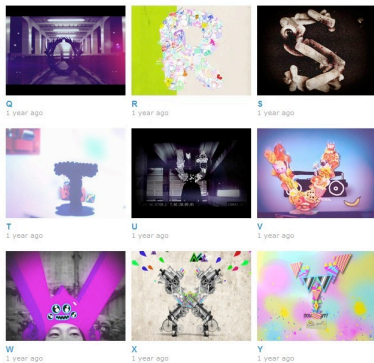 Q
1 year ago
R
1 year ago
S
1 year ago
T
1 year ago
U
1 year ago
V
1 year ago
W
1 year ago
X
1 year ago
Y
1 year ago